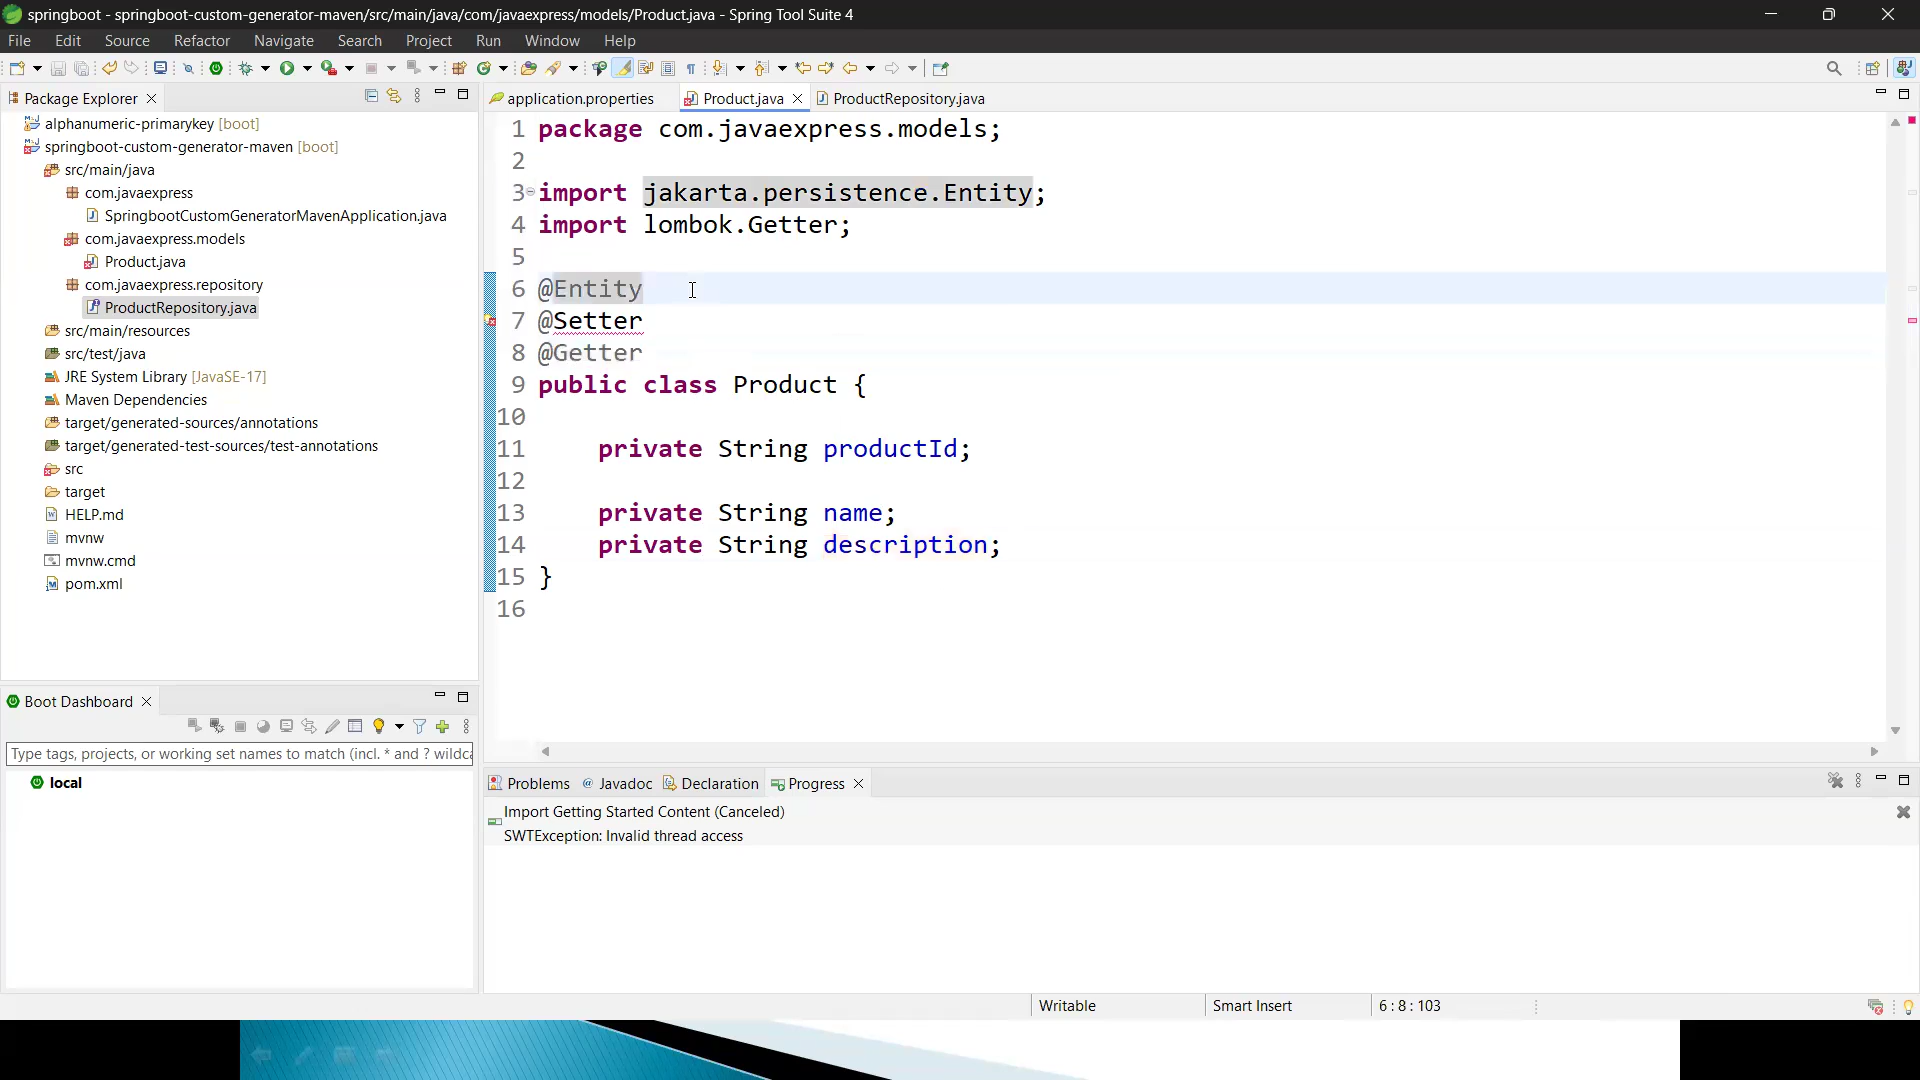 springboot - springboot-custom-generator-maven/src/main/java/com/javaexpress/models/Product.java - Spring Tool Suite 4
File Edit Source Refactor Navigate Search Project Run Window Help
Package Explorer
alphanumeric-primarykey [boot]
springboot-custom-generator-maven [boot]
src/main/java
com.javaexpress
SpringbootCustomGeneratorMavenApplication.java
com.javaexpress.models
Product.java
com.javaexpress.repository
ProductRepository.java
src/main/resources
src/test/java
JRE System Library [JavaSE-17]
Maven Dependencies
target/generated-sources/annotations
target/generated-test-sources/test-annotations
src
target
HELP.md
mvnw
mvnw.cmd
pom.xml
application.properties Product.java ProductRepository.java
1 package com.javaexpress.models;
2
3 import jakarta.persistence.Entity;
4 import lombok.Getter;
5
6 @Entity
7 @Setter
8 @Getter
9 public class Product {
10
11 private String productId;
12
13 private String name;
14 private String description;
15 }
16
Boot Dashboard
Type tags, projects, or working set names to match (incl. * and ? wildca
local
Problems Javadoc Declaration Progress
Import Getting Started Content (Canceled)
SWTException: Invalid thread access
Writable Smart Insert 6 : 8 : 103